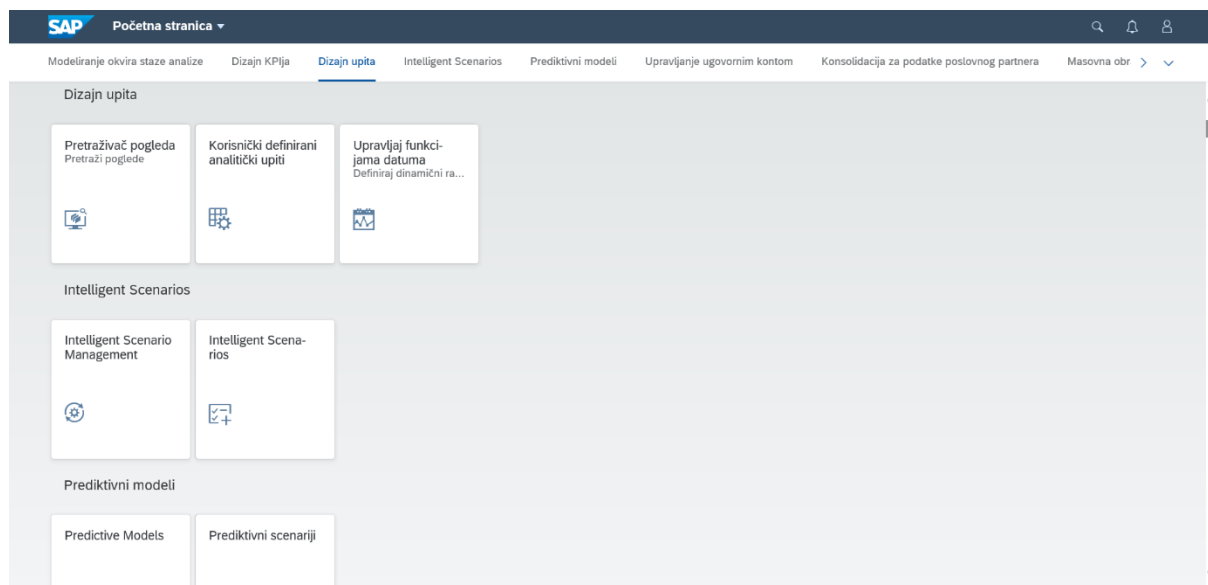 SAP
Početna stranica
Modeliranje okvira staze analize
Dizajn KPIja
Dizajn upita
Intelligent Scenarios
Prediktivni modeli
Upravljanje ugovornim kontom
Konsolidacija za podatke poslovnog partnera
Masovna obr
Dizajn upita
Pretraživač pogleda
Pretraži poglede
Korisnički definirani
analitički upiti
Upravljaj funkci-
jama datuma
Definiraj dinamični ra...
Intelligent Scenarios
Intelligent Scenario
Management
Intelligent Scena-
rios
Prediktivni modeli
Predictive Models
Prediktivni scenariji